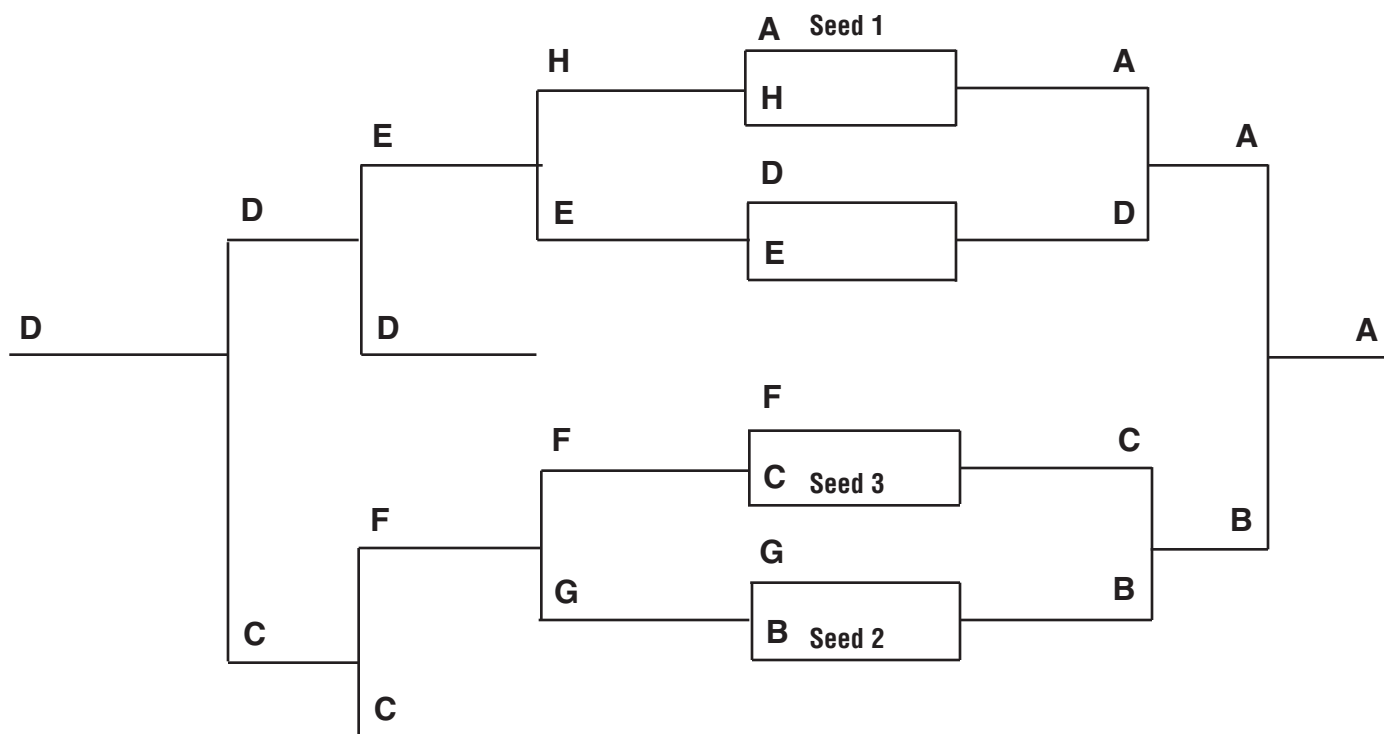 A Seed 1
H A
H
E A
D
D E D
E
D D A
F
F C
C Seed 3
F B
G
G B
C B Seed 2
C